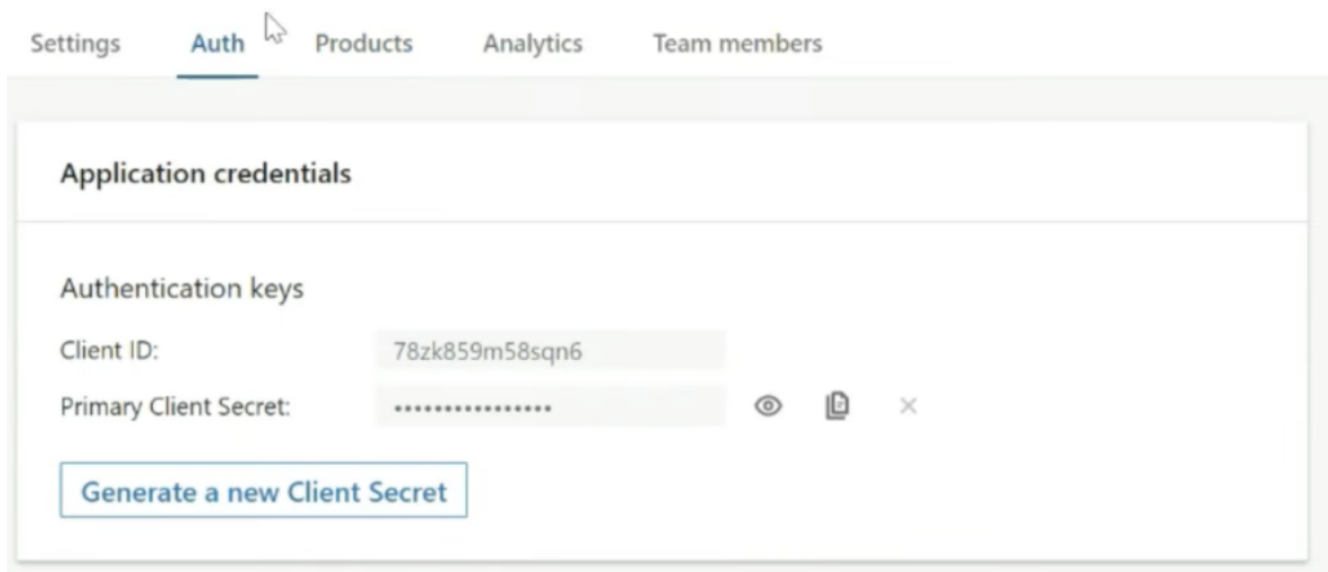 Settings Auth Products Analytics Team members
Application credentials
Authentication keys
Client ID: 78zk859m58sqn6
Primary Client Secret: ••••••••••••••••
Generate a new Client Secret